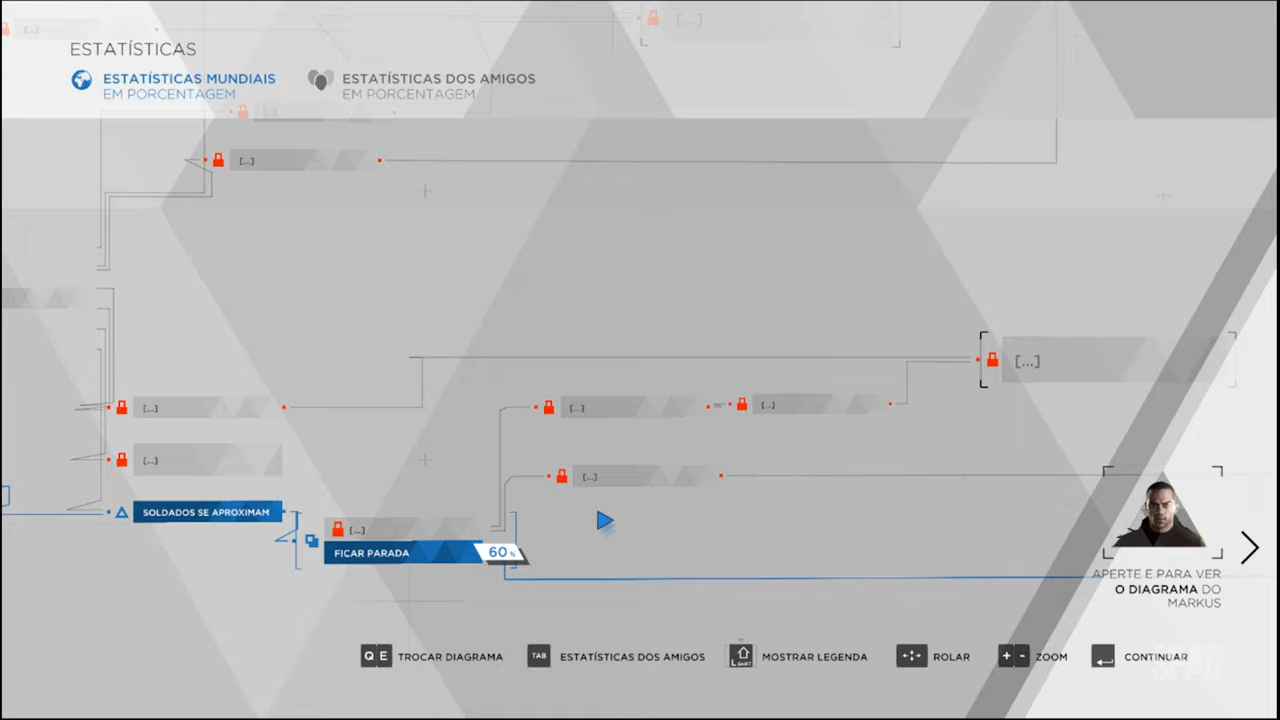 [...]
[...]
ESTATÍSTICAS
ESTATÍSTICAS MUNDIAIS
EM PORCENTAGEM
ESTATÍSTICAS DOS AMIGOS
EM PORCENTAGEM
[...]
[...]
[...]
[...]
[...]
[...]
[...]
[...]
SOLDADOS SE APROXIMAM
[...]
FICAR PARADA 60%
APERTE E PARA VER
O DIAGRAMA DO
MARKUS
Q E TROCAR DIAGRAMA
TAB ESTATÍSTICAS DOS AMIGOS
L SHIFT MOSTRAR LEGENDA
ROLAR
+ - ZOOM
CONTINUAR